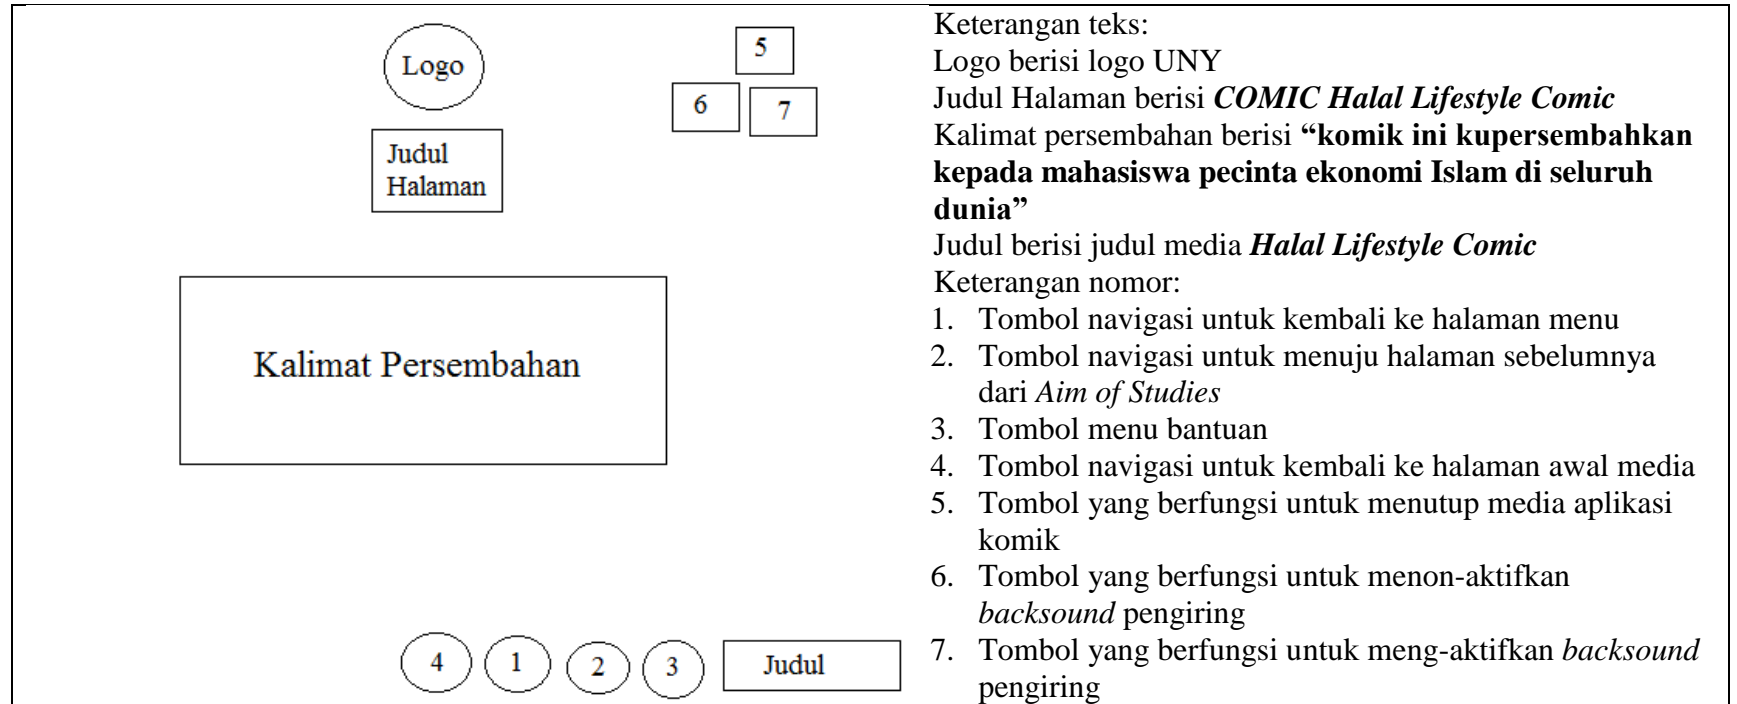 Logo
5
6
7
Judul
Halaman
Kalimat Persembahan
4
1
2
3
Judul
Keterangan teks:
Logo berisi logo UNY
Judul Halaman berisi COMIC Halal Lifestyle Comic
Kalimat persembahan berisi “komik ini kupersembahkan
kepada mahasiswa pecinta ekonomi Islam di seluruh
dunia”
Judul berisi judul media Halal Lifestyle Comic
Keterangan nomor:
1. Tombol navigasi untuk kembali ke halaman menu
2. Tombol navigasi untuk menuju halaman sebelumnya
dari Aim of Studies
3. Tombol menu bantuan
4. Tombol navigasi untuk kembali ke halaman awal media
5. Tombol yang berfungsi untuk menutup media aplikasi
komik
6. Tombol yang berfungsi untuk menon-aktifkan
backsound pengiring
7. Tombol yang berfungsi untuk meng-aktifkan backsound
pengiring